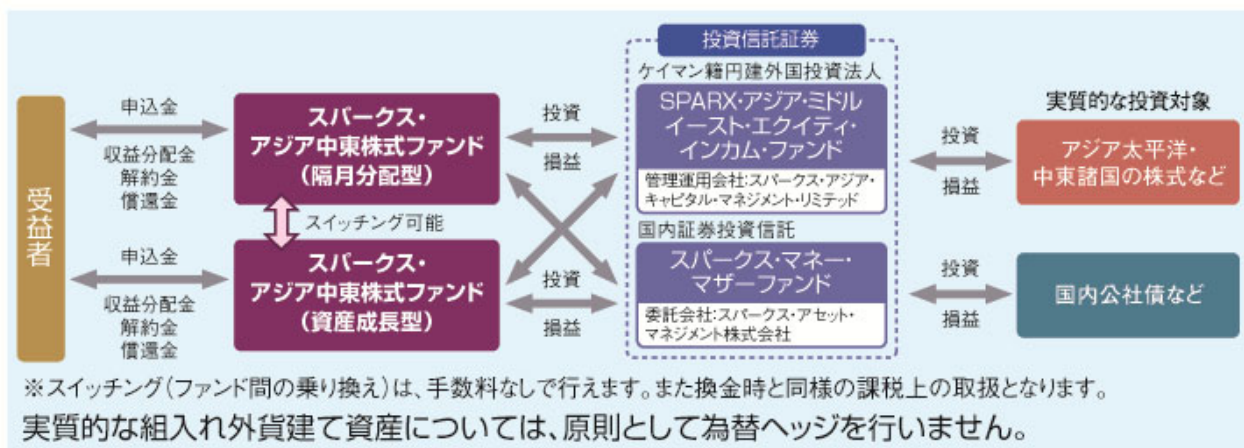 投資信託証券
ケイマン籍円建外国投資法人
受益者
申込金
収益分配金
解約金
償還金
スパークス・
アジア中東株式ファンド
(隔月分配型)
投資
損益
SPARX・アジア・ミドル
イースト・エクイティ・
インカム・ファンド
管理運用会社:スパークス・アジア・
キャピタル・マネジメント・リミテッド
投資
損益
実質的な投資対象
アジア太平洋・
中東諸国の株式など
スイッチング可能
国内証券投資信託
申込金
収益分配金
解約金
償還金
スパークス・
アジア中東株式ファンド
(資産成長型)
投資
損益
スパークス・マネー・
マザーファンド
委託会社:スパークス・アセット・
マネジメント株式会社
投資
損益
国内公社債など
※スイッチング(ファンド間の乗り換え)は、手数料なしで行えます。また換金時と同様の課税上の取扱となります。
実質的な組入れ外貨建て資産については、原則として為替ヘッジを行いません。